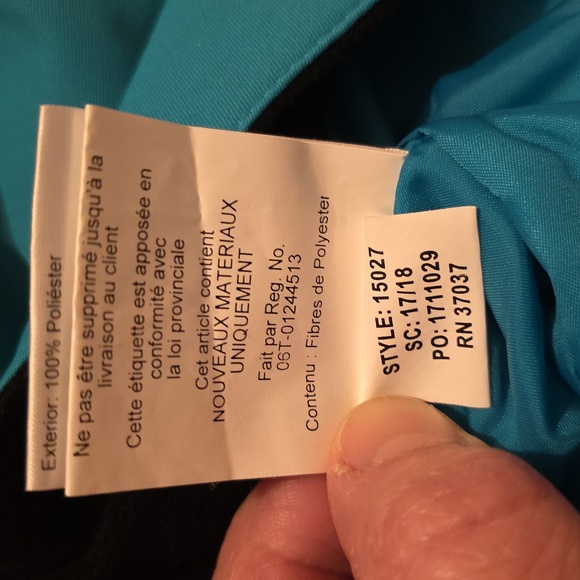 Exterior: 100% Poliéster
Ne pas être supprimé jusqu'à la
livraison au client
Cette étiquette est apposée en
conformité avec
la loi provinciale
Cet article contient
NOUVEAUX MATERIAUX
UNIQUEMENT
Fait par Reg. No.
06T-01244513
Contenu : Fibres de Polyester
STYLE: 15027
SC: 17/18
PO: 1711029
RN 37037